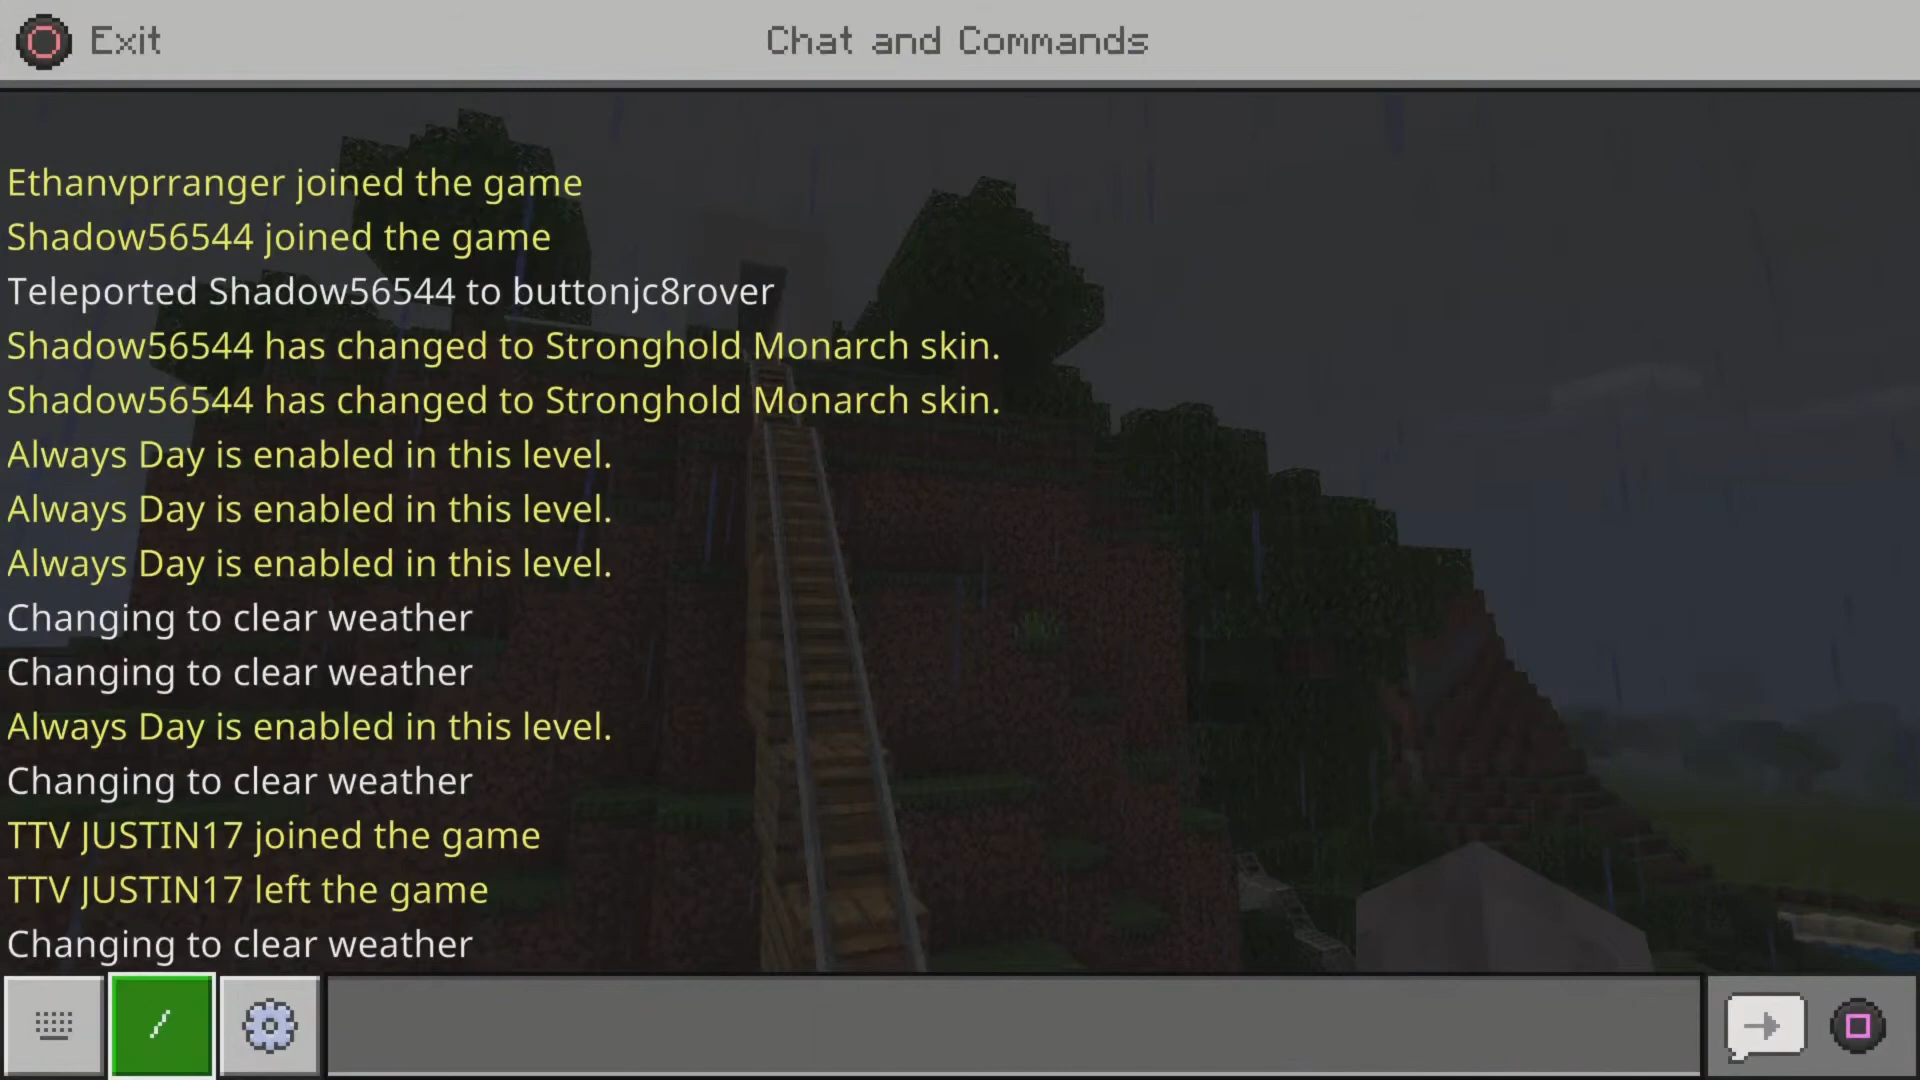 Exit
Chat and Commands
Ethanvprranger joined the game
Shadow56544 joined the game
Teleported Shadow56544 to buttonjc8rover
Shadow56544 has changed to Stronghold Monarch skin.
Shadow56544 has changed to Stronghold Monarch skin.
Always Day is enabled in this level.
Always Day is enabled in this level.
Always Day is enabled in this level.
Changing to clear weather
Changing to clear weather
Always Day is enabled in this level.
Changing to clear weather
TTV JUSTIN17 joined the game
TTV JUSTIN17 left the game
Changing to clear weather
/